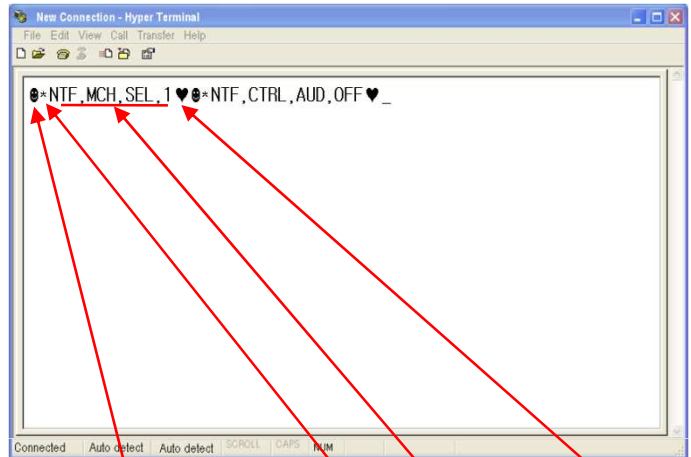 New Connection - Hyper Terminal
File Edit View Call Transfer Help
☻*NTF,MCH,SEL,1♥☻*NTF,CTRL,AUD,OFF♥_
Connected Auto detect Auto detect SCROLL CAPS NUM